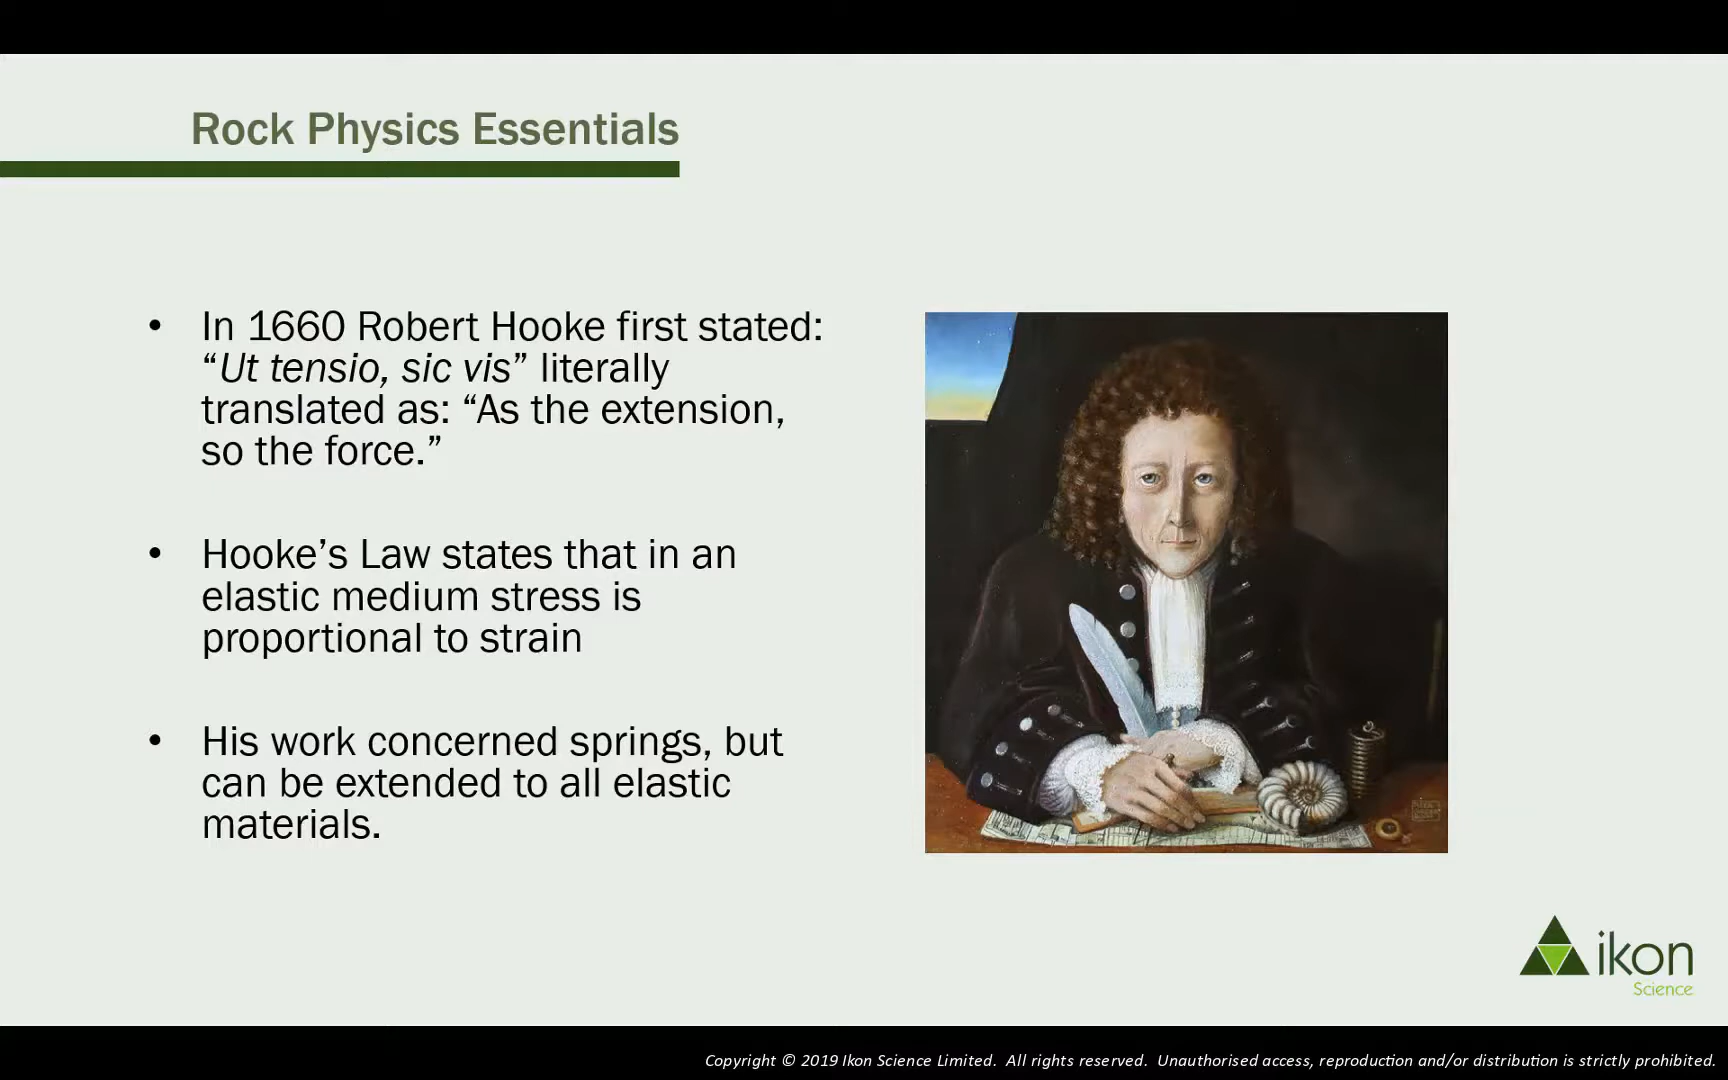 Rock Physics Essentials
• In 1660 Robert Hooke first stated:
“Ut tensio, sic vis” literally
translated as: “As the extension,
so the force.”
• Hooke’s Law states that in an
elastic medium stress is
proportional to strain
• His work concerned springs, but
can be extended to all elastic
materials.
ikon
Science
Copyright © 2019 Ikon Science Limited. All rights reserved. Unauthorised access, reproduction and/or distribution is strictly prohibited.